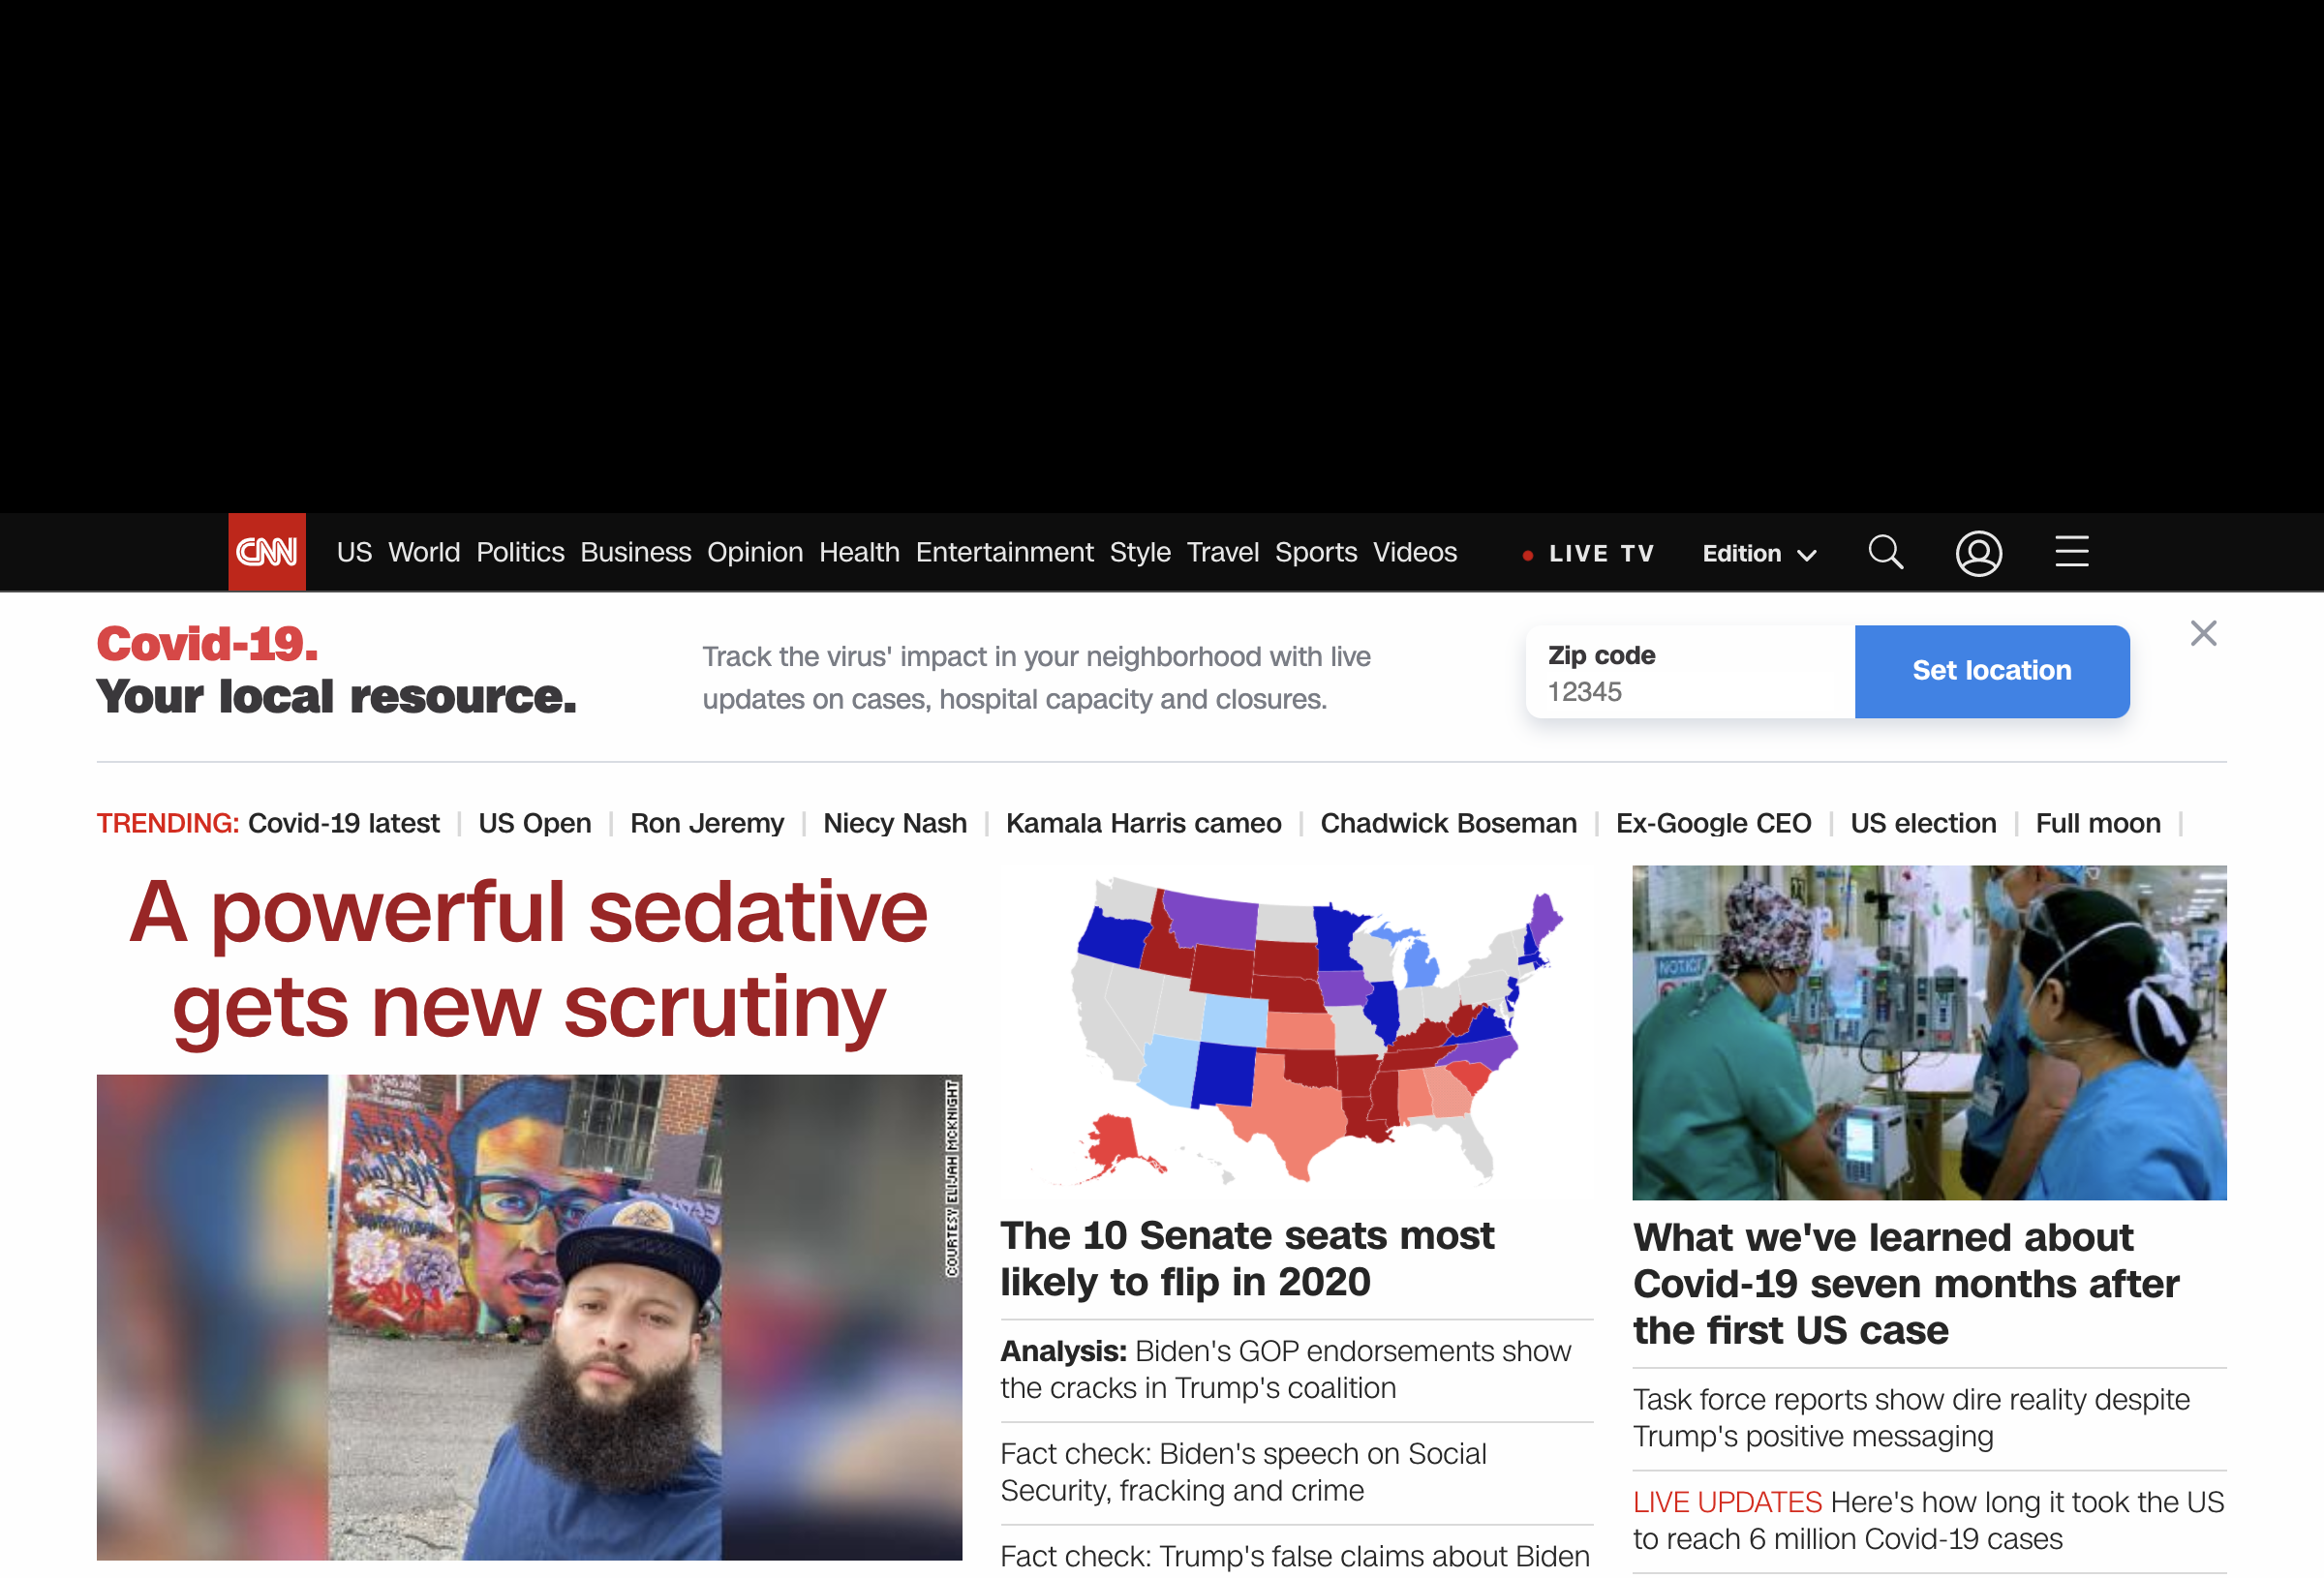 CNN
US World Politics Business Opinion Health Entertainment Style Travel Sports Videos
LIVE TV
Edition
Covid-19.
Your local resource.
Track the virus' impact in your neighborhood with live
updates on cases, hospital capacity and closures.
Zip code
12345
Set location
TRENDING: Covid-19 latest | US Open | Ron Jeremy | Niecy Nash | Kamala Harris cameo | Chadwick Boseman | Ex-Google CEO | US election | Full moon |
A powerful sedative
gets new scrutiny
COURTESY ELIJAH MCKNIGHT
The 10 Senate seats most
likely to flip in 2020
Analysis: Biden's GOP endorsements show
the cracks in Trump's coalition
Fact check: Biden's speech on Social
Security, fracking and crime
Fact check: Trump's false claims about Biden
NOTICE
What we've learned about
Covid-19 seven months after
the first US case
Task force reports show dire reality despite
Trump's positive messaging
LIVE UPDATES Here's how long it took the US
to reach 6 million Covid-19 cases